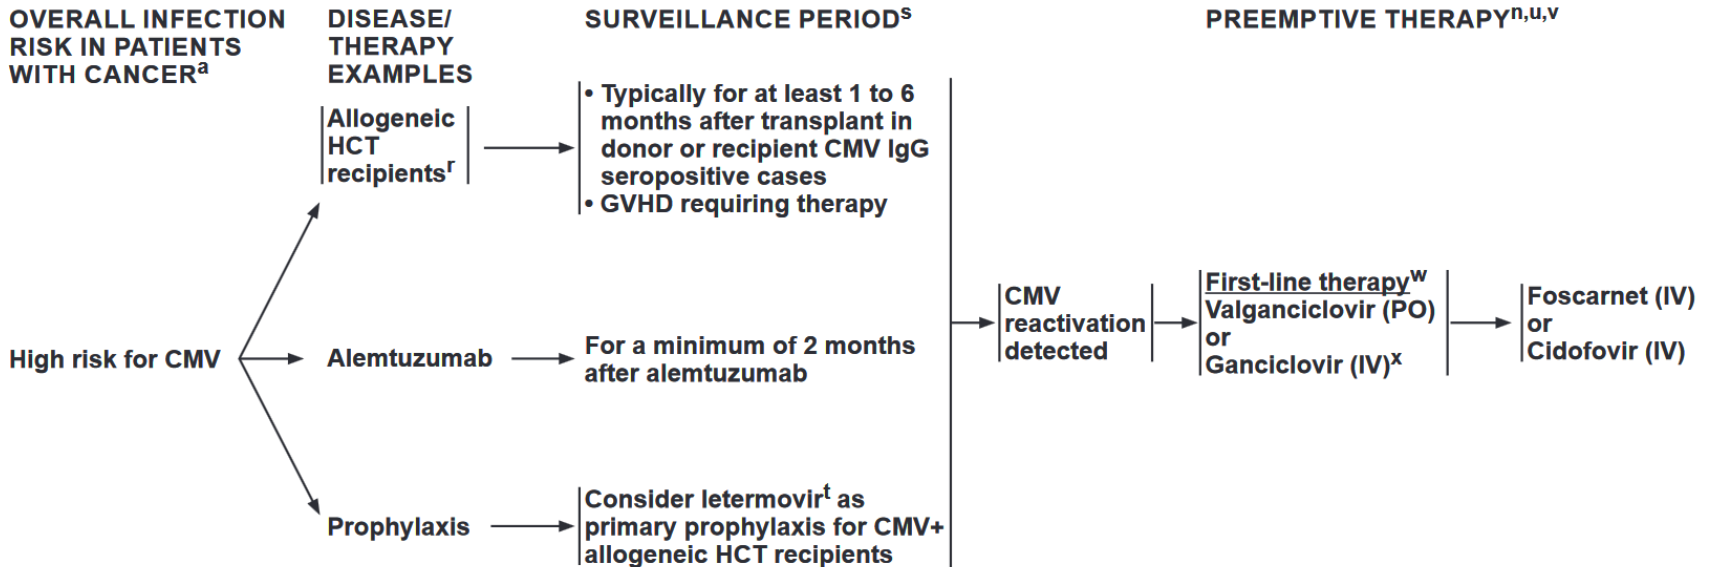 OVERALL INFECTION
RISK IN PATIENTS
WITH CANCERa
DISEASE/
THERAPY
EXAMPLES
SURVEILLANCE PERIODs
PREEMPTIVE THERAPYn,u,v
High risk for CMV
Allogeneic
HCT
recipientsr
• Typically for at least 1 to 6
months after transplant in
donor or recipient CMV IgG
seropositive cases
• GVHD requiring therapy
Alemtuzumab
For a minimum of 2 months
after alemtuzumab
Prophylaxis
Consider letermovirt as
primary prophylaxis for CMV+
allogeneic HCT recipients
CMV
reactivation
detected
First-line therapyw
Valganciclovir (PO)
or
Ganciclovir (IV)x
Foscarnet (IV)
or
Cidofovir (IV)